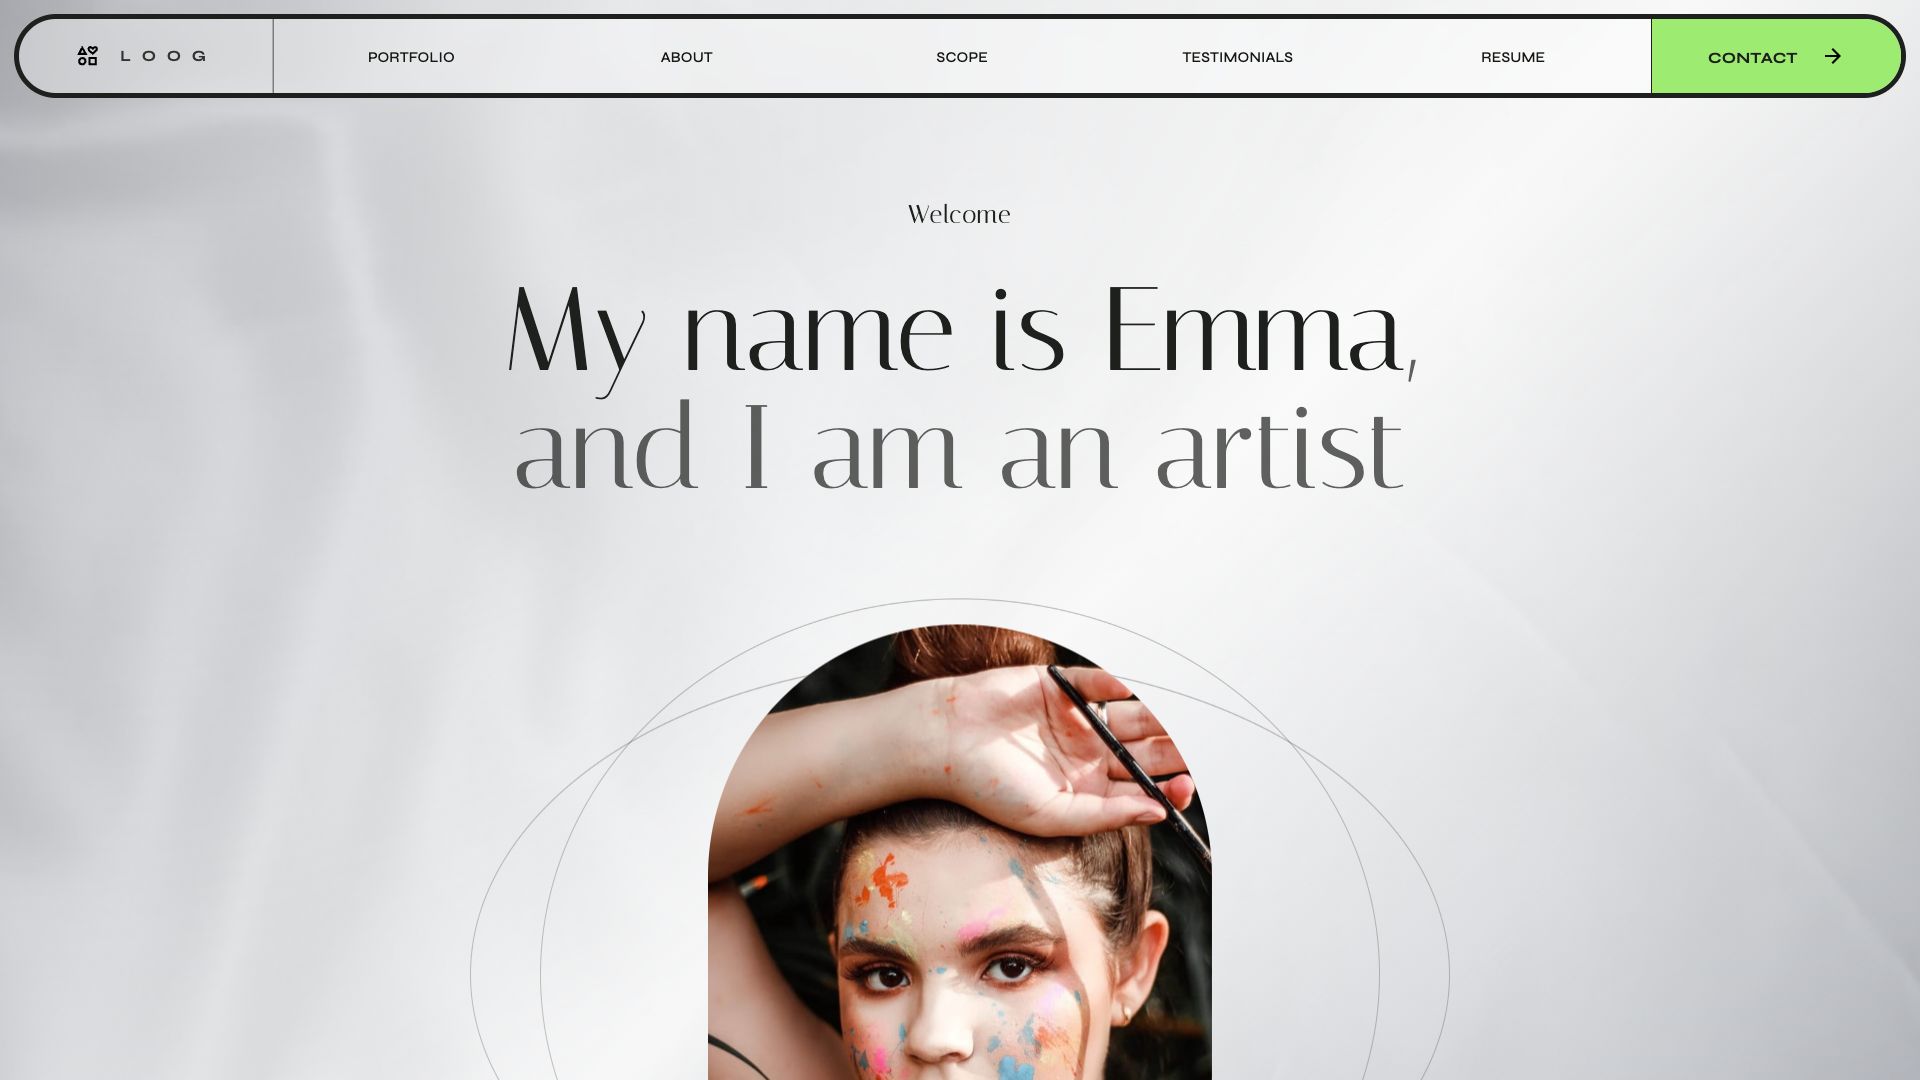 LOOG
PORTFOLIO
ABOUT
SCOPE
TESTIMONIALS
RESUME
CONTACT
Welcome
My name is Emma,
and I am an artist